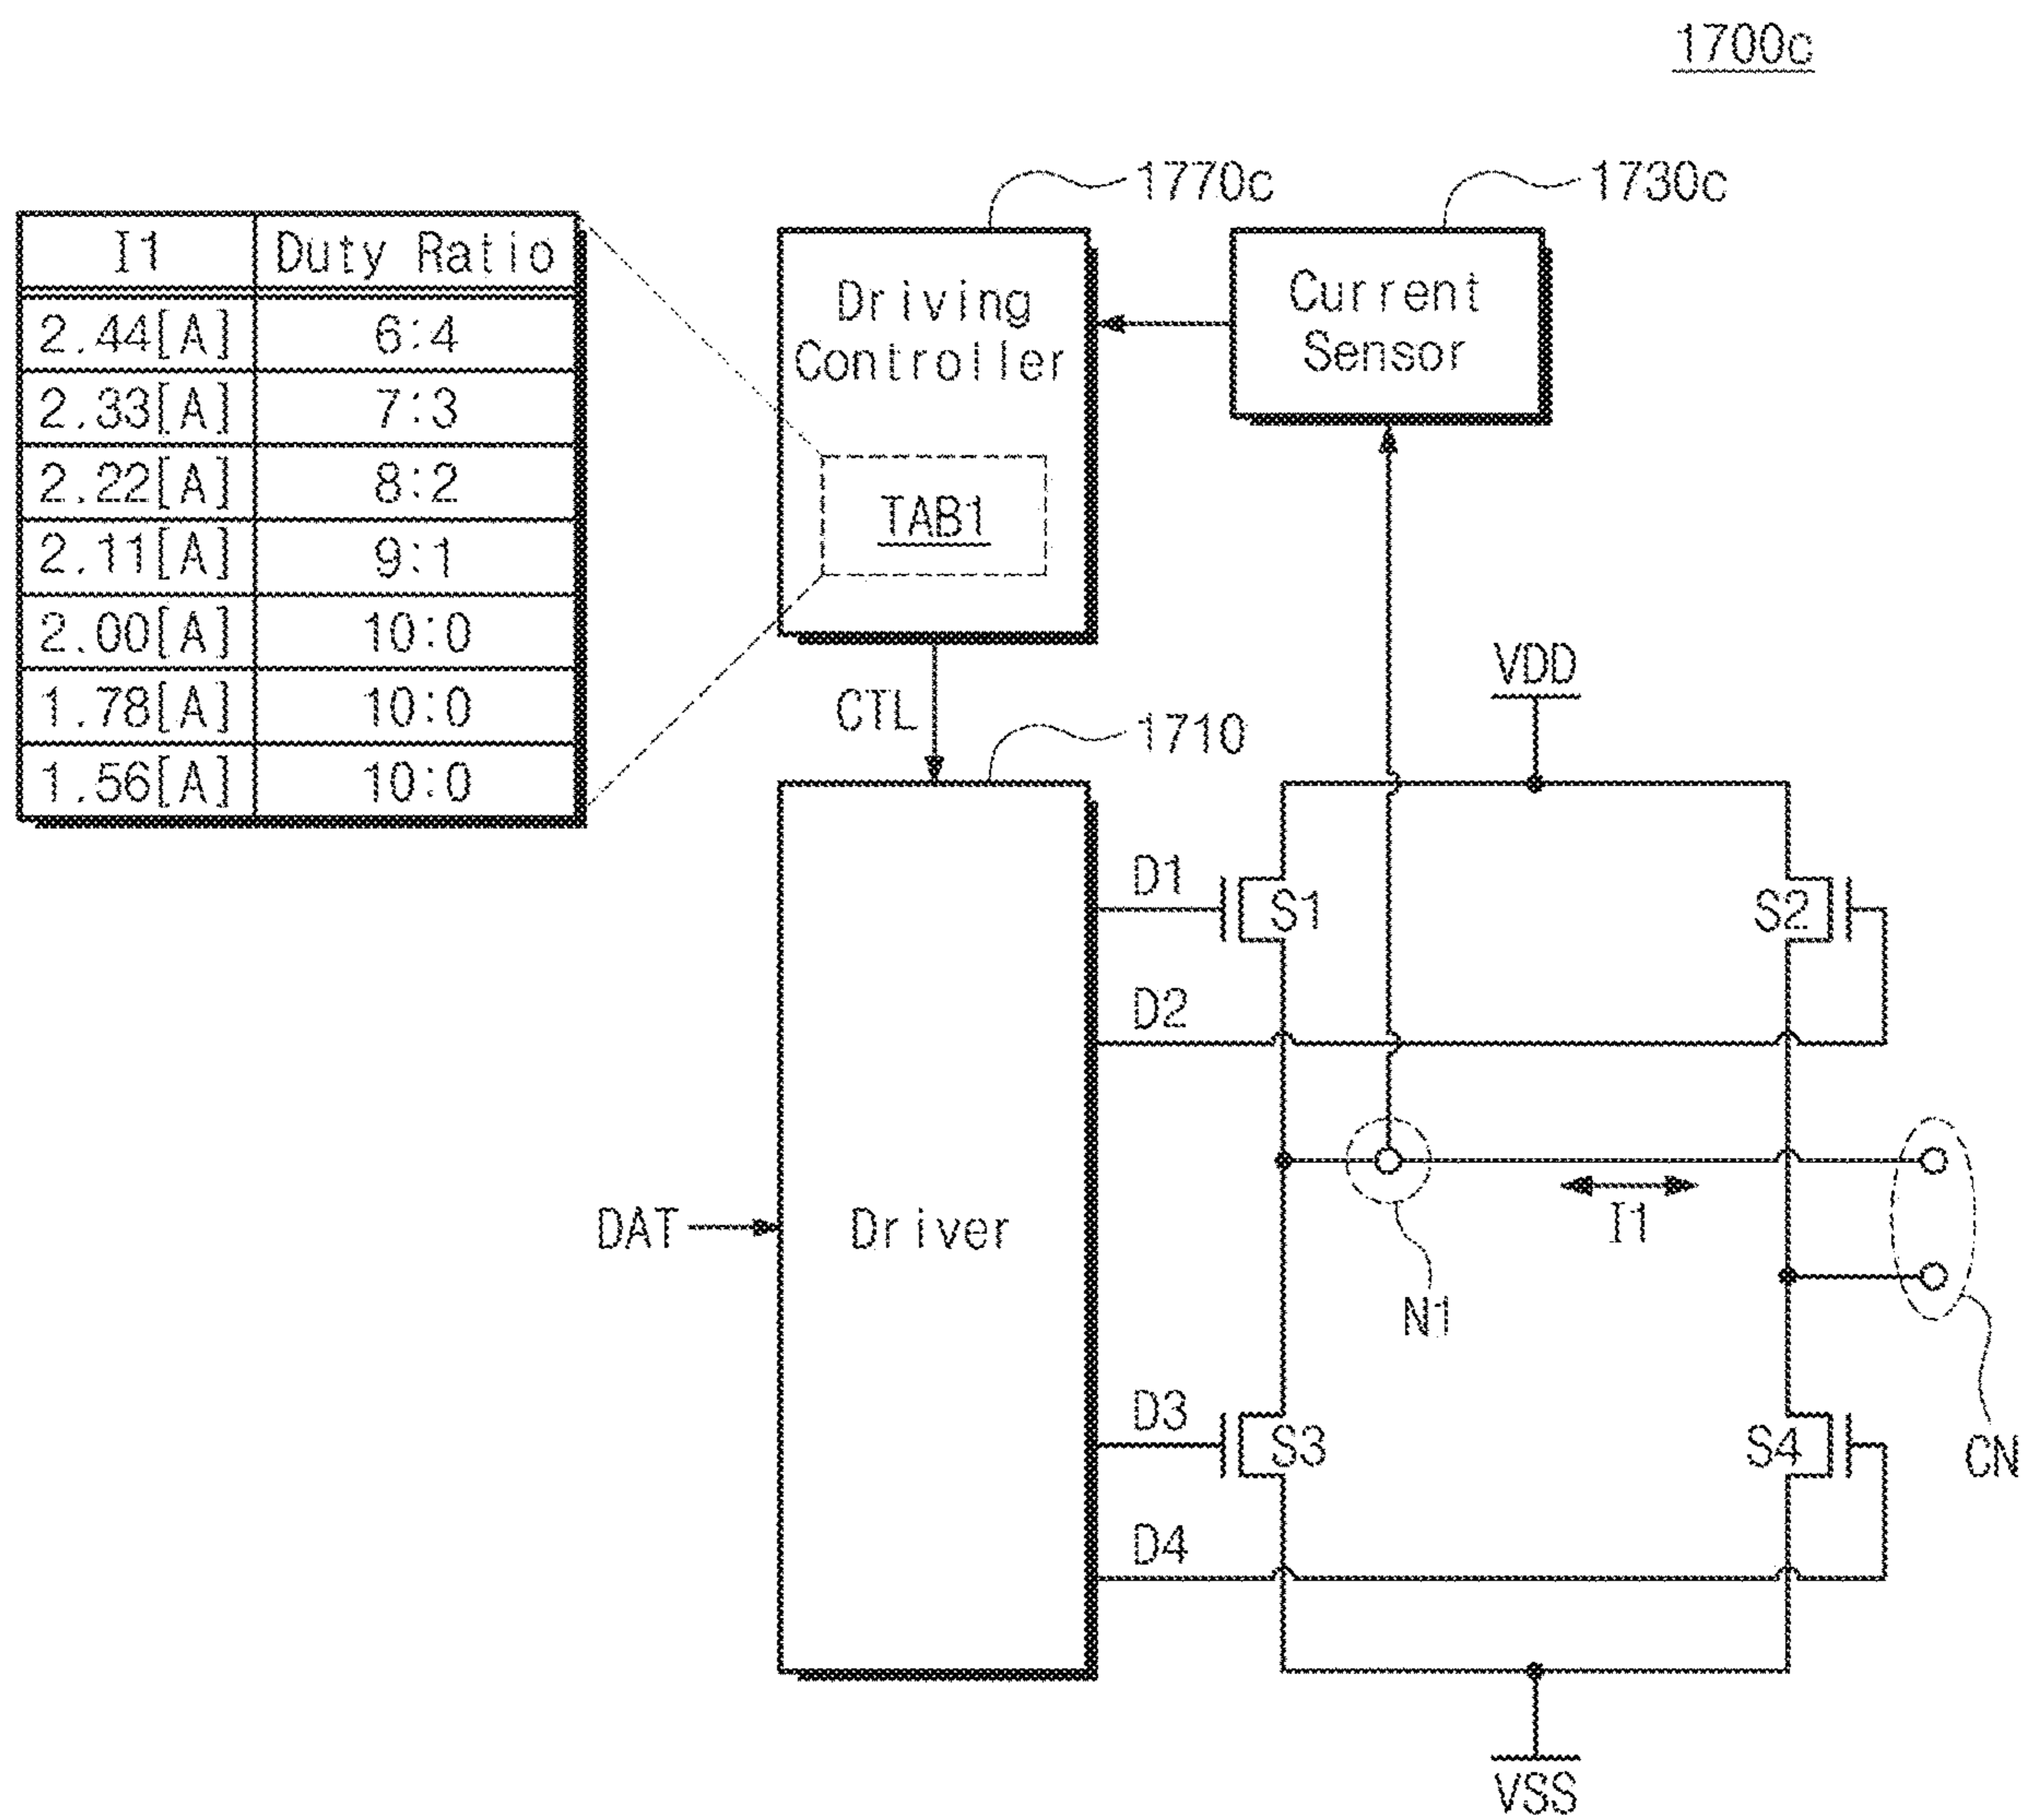 1700c
1770c
1730c
I1 Duty Ratio
2.44[A] 6:4
2.33[A] 7:3
2.22[A] 8:2
2.11[A] 9:1
2.00[A] 10:0
1.78[A] 10:0
1.56[A] 10:0
Driving
Controller
TAB1
Current
Sensor
CTL
1710
VDD
D1
S1
S2
D2
DAT
Driver
I1
N1
CN
D3
S3
S4
D4
VSS